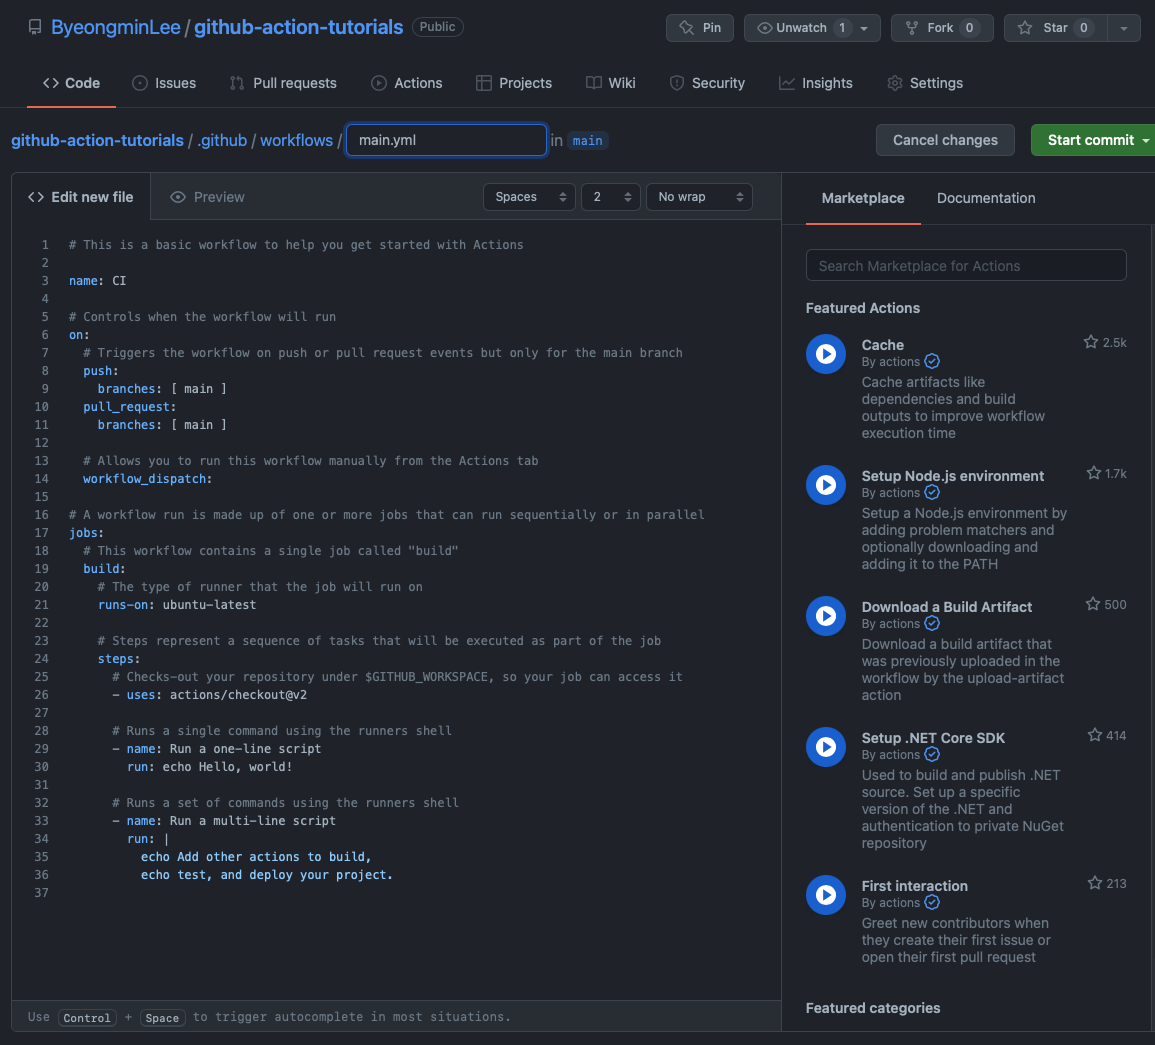 ByeongminLee / github-action-tutorials Public
Pin Unwatch 1 Fork 0 Star 0
Code Issues Pull requests Actions Projects Wiki Security Insights Settings
github-action-tutorials / .github / workflows / main.yml in main Cancel changes Start commit
Edit new file Preview Spaces 2 No wrap
1 # This is a basic workflow to help you get started with Actions
2
3 name: CI
4
5 # Controls when the workflow will run
6 on:
7   # Triggers the workflow on push or pull request events but only for the main branch
8   push:
9     branches: [ main ]
10   pull_request:
11     branches: [ main ]
12
13   # Allows you to run this workflow manually from the Actions tab
14   workflow_dispatch:
15
16 # A workflow run is made up of one or more jobs that can run sequentially or in parallel
17 jobs:
18   # This workflow contains a single job called "build"
19   build:
20     # The type of runner that the job will run on
21     runs-on: ubuntu-latest
22
23     # Steps represent a sequence of tasks that will be executed as part of the job
24     steps:
25       # Checks-out your repository under $GITHUB_WORKSPACE, so your job can access it
26       - uses: actions/checkout@v2
27
28       # Runs a single command using the runners shell
29       - name: Run a one-line script
30         run: echo Hello, world!
31
32       # Runs a set of commands using the runners shell
33       - name: Run a multi-line script
34         run: |
35           echo Add other actions to build,
36           echo test, and deploy your project.
37
Use Control + Space to trigger autocomplete in most situations.
Marketplace Documentation
Search Marketplace for Actions
Featured Actions
Cache 2.5k
By actions
Cache artifacts like
dependencies and build
outputs to improve workflow
execution time
Setup Node.js environment 1.7k
By actions
Setup a Node.js environment by
adding problem matchers and
optionally downloading and
adding it to the PATH
Download a Build Artifact 500
By actions
Download a build artifact that
was previously uploaded in the
workflow by the upload-artifact
action
Setup .NET Core SDK 414
By actions
Used to build and publish .NET
source. Set up a specific
version of the .NET and
authentication to private NuGet
repository
First interaction 213
By actions
Greet new contributors when
they create their first issue or
open their first pull request
Featured categories